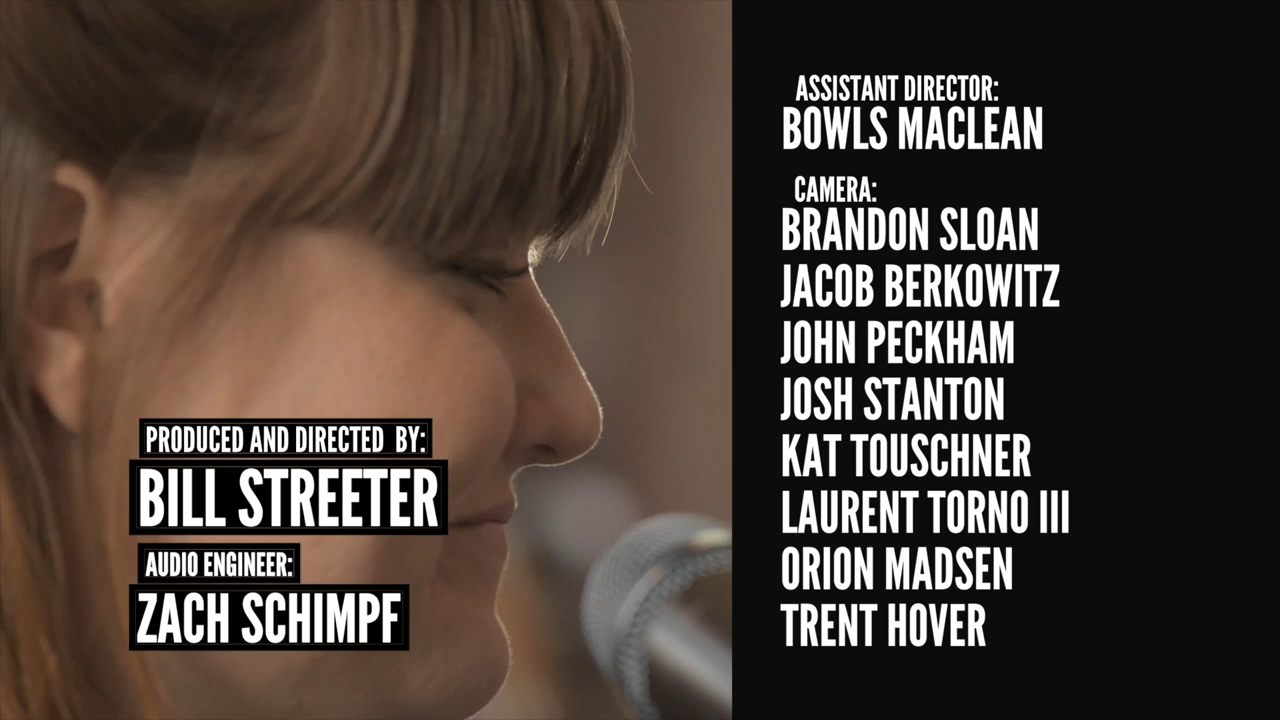 PRODUCED AND DIRECTED BY:
BILL STREETER
AUDIO ENGINEER:
ZACH SCHIMPF
ASSISTANT DIRECTOR:
BOWLS MACLEAN
CAMERA:
BRANDON SLOAN
JACOB BERKOWITZ
JOHN PECKHAM
JOSH STANTON
KAT TOUSCHNER
LAURENT TORNO III
ORION MADSEN
TRENT HOVER